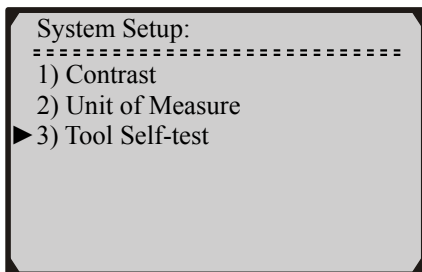 System Setup:
1) Contrast
2) Unit of Measure
3) Tool Self-test